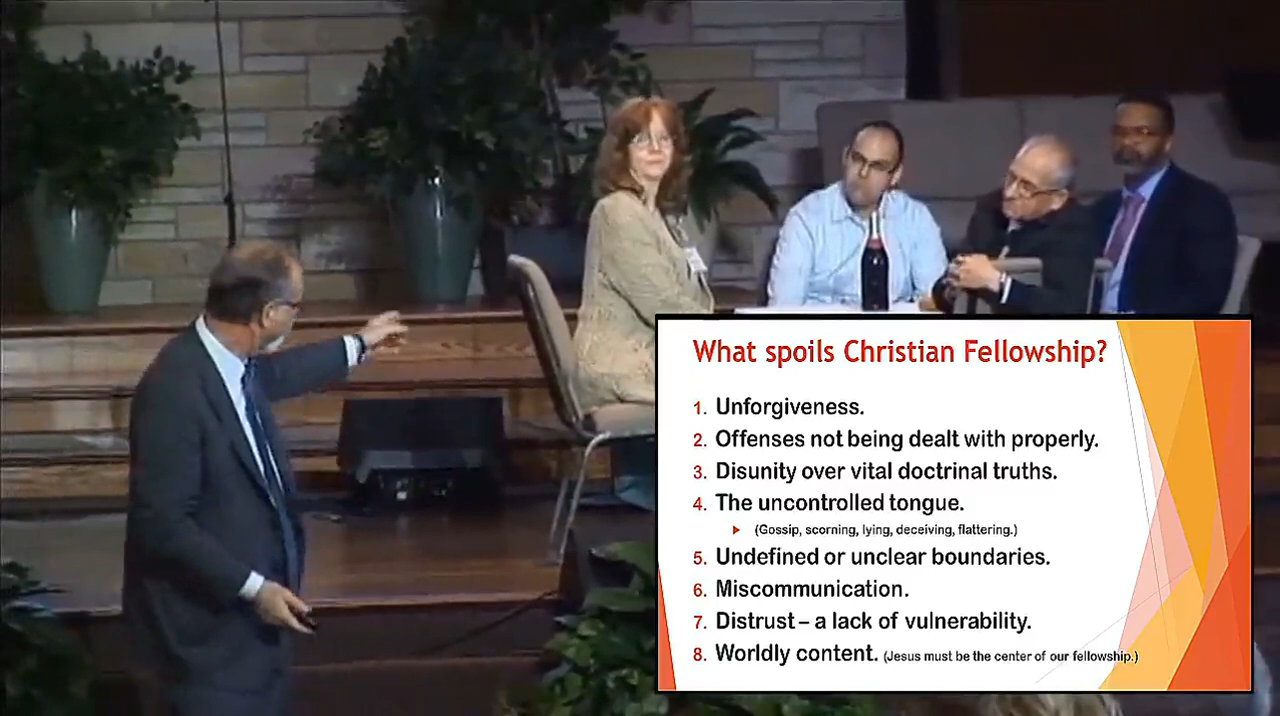 What spoils Christian Fellowship?
1. Unforgiveness.
2. Offenses not being dealt with properly.
3. Disunity over vital doctrinal truths.
4. The uncontrolled tongue.
(Gossip, scorning, lying, deceiving, flattering.)
5. Undefined or unclear boundaries.
6. Miscommunication.
7. Distrust – a lack of vulnerability.
8. Worldly content. (Jesus must be the center of our fellowship.)